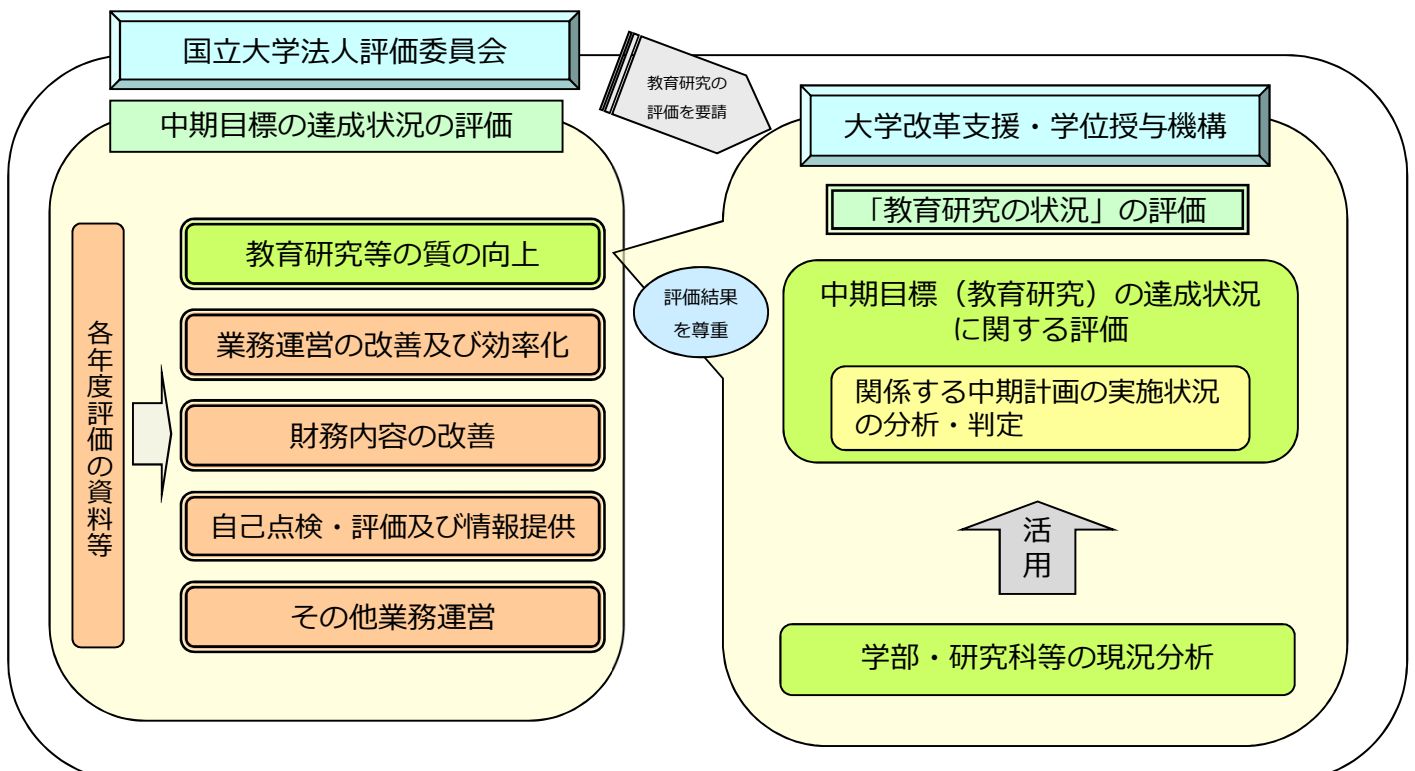 国立大学法人評価委員会
中期目標の達成状況の評価
各年度評価の資料等
教育研究等の質の向上
業務運営の改善及び効率化
財務内容の改善
自己点検・評価及び情報提供
その他業務運営
教育研究の
評価を要請
評価結果
を尊重
大学改革支援・学位授与機構
「教育研究の状況」の評価
中期目標（教育研究）の達成状況
に関する評価
関係する中期計画の実施状況
の分析・判定
活
用
学部・研究科等の現況分析